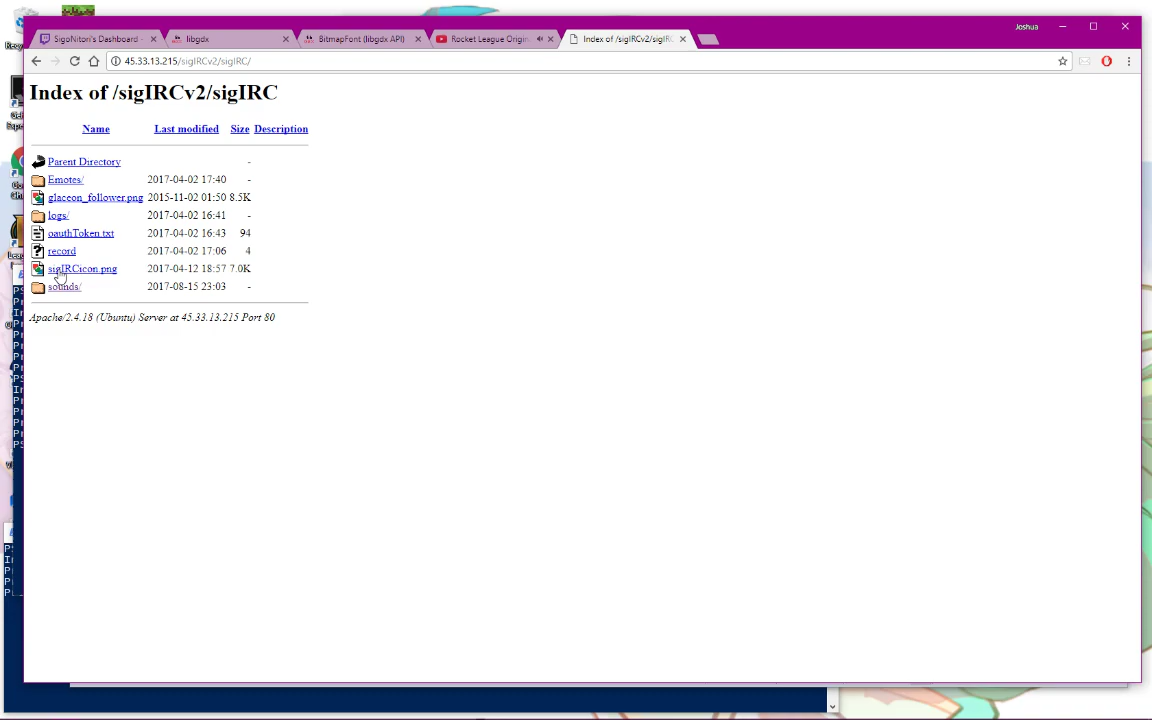 Joshua
SigoNitori's Dashboard -
libgdx
BitmapFont (libgdx API)
Rocket League Origin
Index of /sigIRCv2/sigIRC
45.33.13.215/sigIRCv2/sigIRC/
Index of /sigIRCv2/sigIRC
Name Last modified Size Description
Parent Directory -
Emotes/ 2017-04-02 17:40 -
glaceon_follower.png 2015-11-02 01:50 8.5K
logs/ 2017-04-02 16:41 -
oauthToken.txt 2017-04-02 16:43 94
record 2017-04-02 17:06 4
sigIRCicon.png 2017-04-12 18:57 7.0K
sounds/ 2017-08-15 23:03 -
Apache/2.4.18 (Ubuntu) Server at 45.33.13.215 Port 80